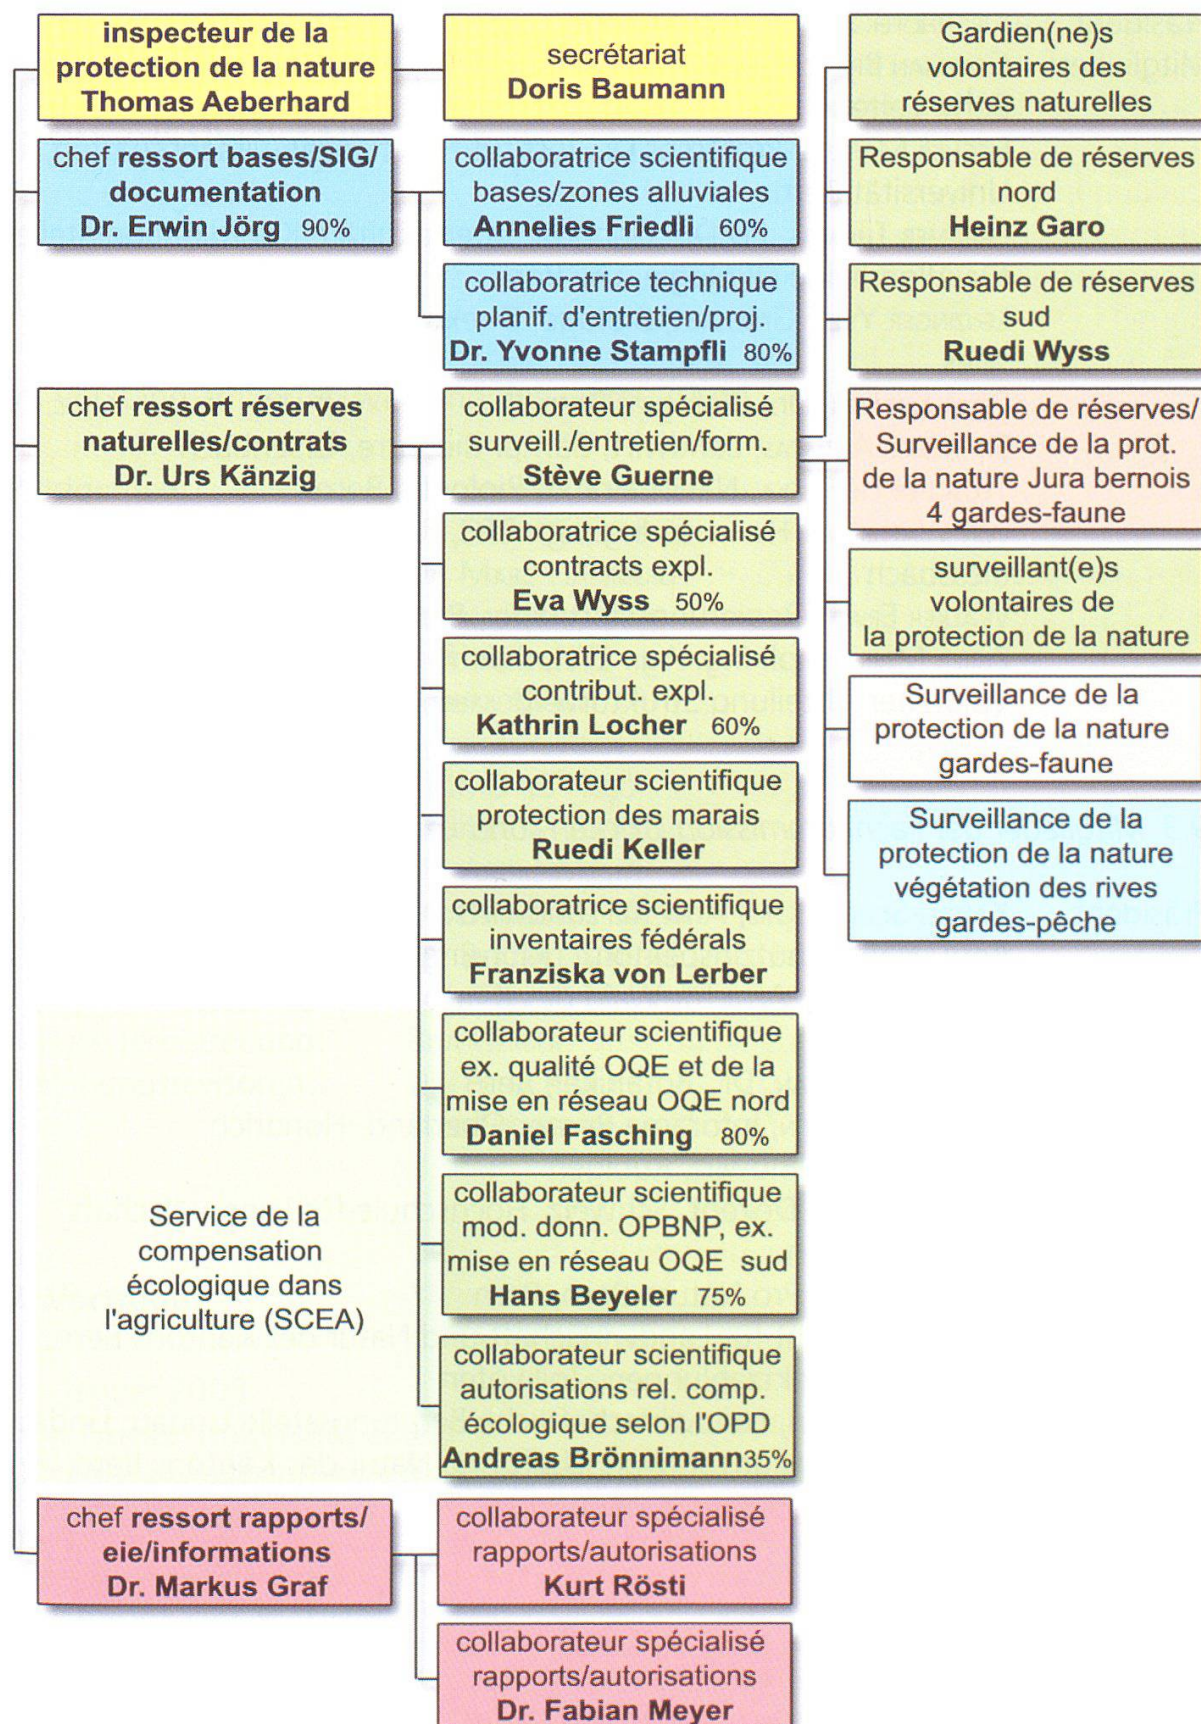 inspecteur de la
protection de la nature
Thomas Aeberhard
secrétariat
Doris Baumann
chef ressort bases/SIG/
documentation
Dr. Erwin Jörg 90%
collaboratrice scientifique
bases/zones alluviales
Annelies Friedli 60%
collaboratrice technique
planif. d'entretien/proj.
Dr. Yvonne Stampfli 80%
chef ressort réserves
naturelles/contrats
Dr. Urs Känzig
collaborateur spécialisé
surveill./entretien/form.
Stève Guerne
Gardien(ne)s
volontaires des
réserves naturelles
Responsable de réserves
nord
Heinz Garo
Responsable de réserves
sud
Ruedi Wyss
Responsable de réserves/
Surveillance de la prot.
de la nature Jura bernois
4 gardes-faune
surveillant(e)s
volontaires de
la protection de la nature
Surveillance de la
protection de la nature
gardes-faune
Surveillance de la
protection de la nature
végétation des rives
gardes-pêche
collaboratrice spécialisé
contracts expl.
Eva Wyss 50%
collaboratrice spécialisé
contribut. expl.
Kathrin Locher 60%
collaborateur scientifique
protection des marais
Ruedi Keller
collaboratrice scientifique
inventaires fédérals
Franziska von Lerber
Service de la
compensation
écologique dans
l'agriculture (SCEA)
collaborateur scientifique
ex. qualité OQE et de la
mise en réseau OQE nord
Daniel Fasching 80%
collaborateur scientifique
mod. donn. OPBNP, ex.
mise en réseau OQE sud
Hans Beyeler 75%
collaborateur scientifique
autorisations rel. comp.
écologique selon l'OPD
Andreas Brönnimann 35%
chef ressort rapports/
eie/informations
Dr. Markus Graf
collaborateur spécialisé
rapports/autorisations
Kurt Rösti
collaborateur spécialisé
rapports/autorisations
Dr. Fabian Meyer